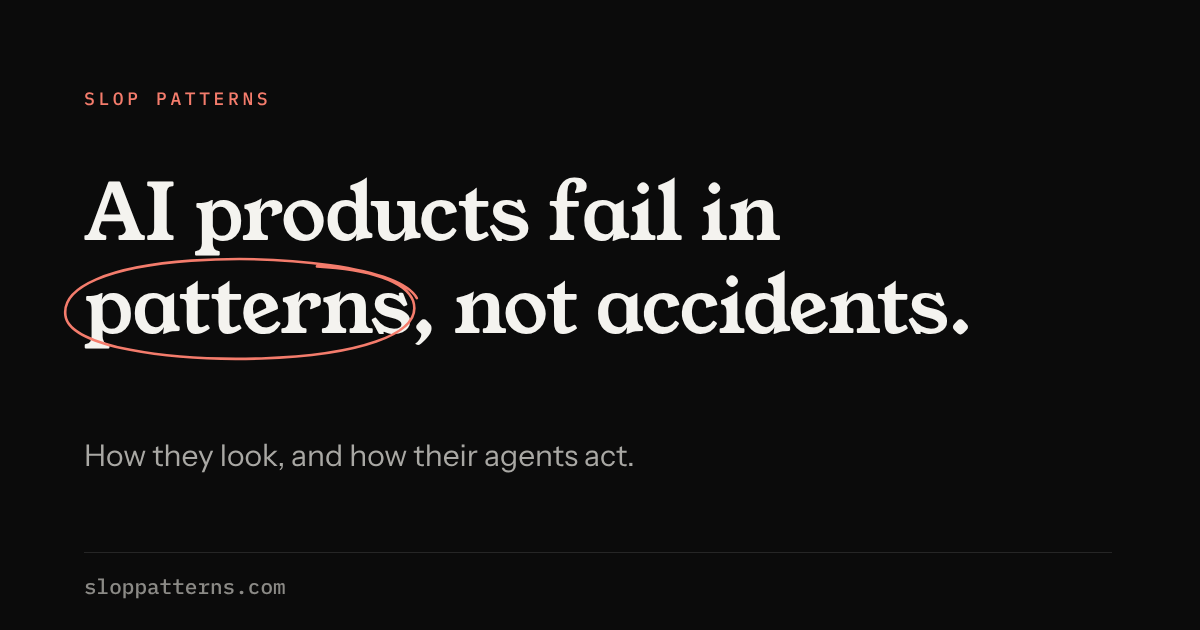 SLOP PATTERNS
AI products fail in
patterns, not accidents.
How they look, and how their agents act.
sloppatterns.com